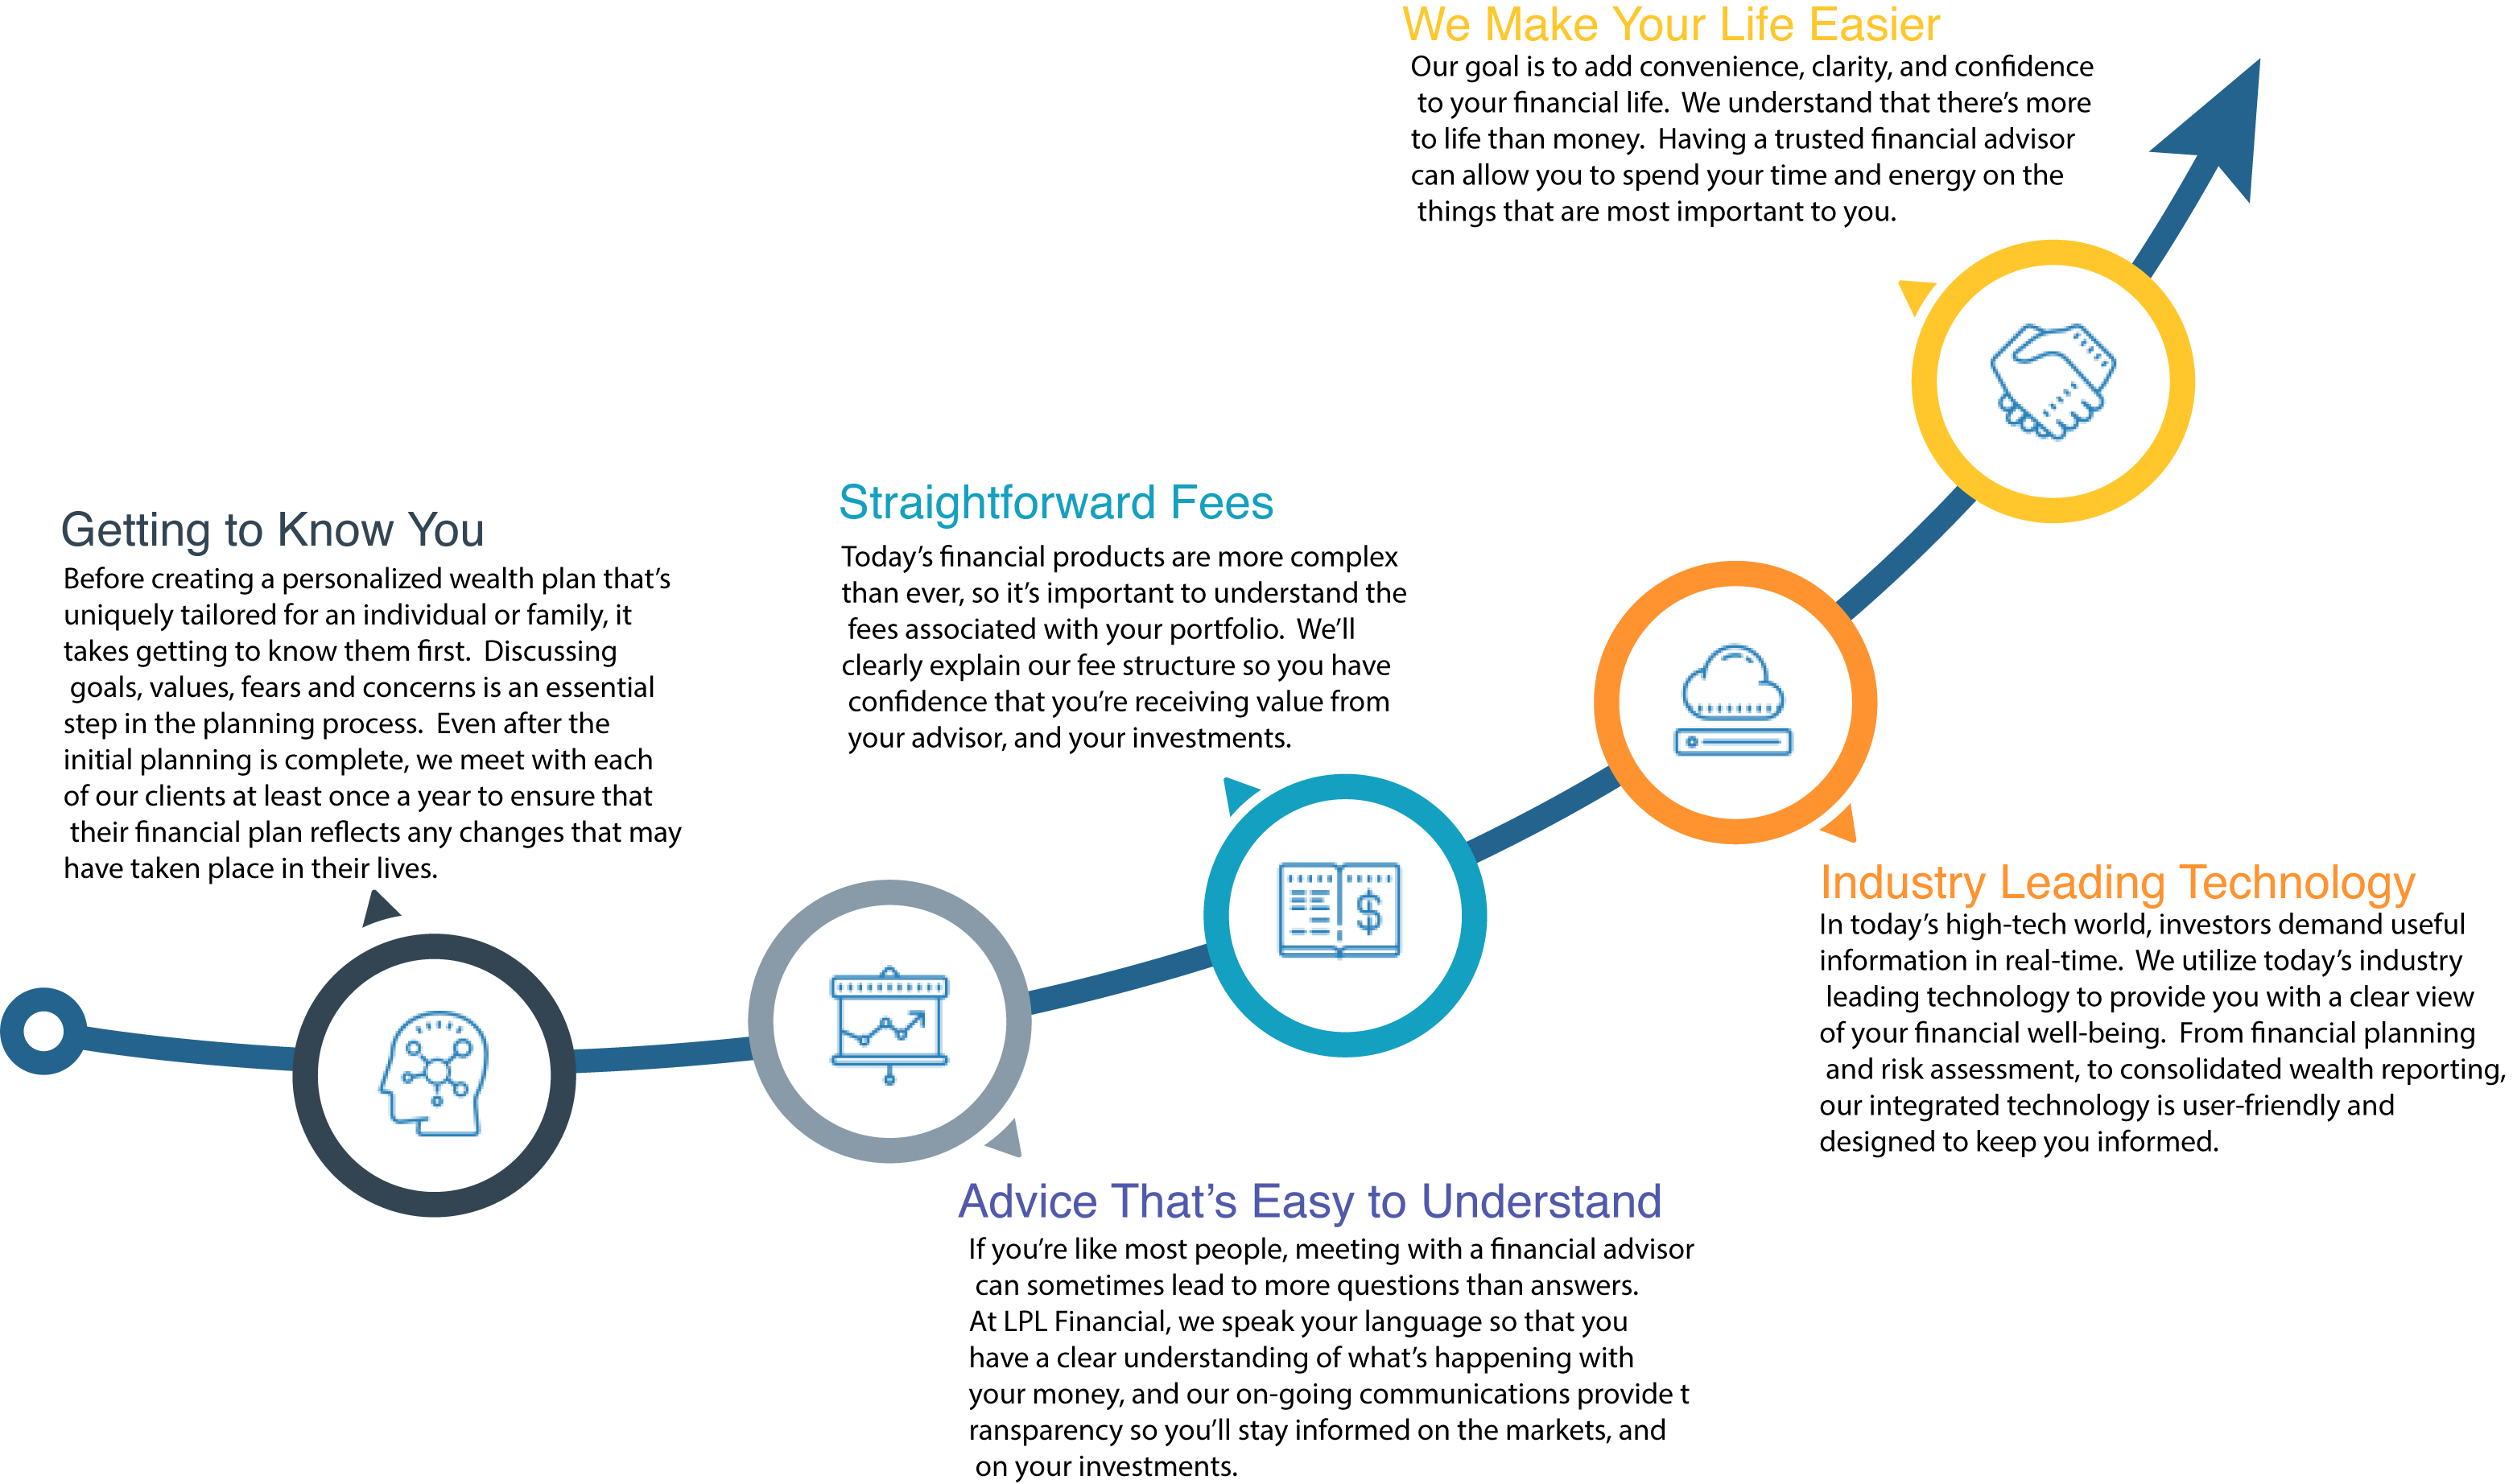 Getting to Know You
Before creating a personalized wealth plan that's
uniquely tailored for an individual or family, it
takes getting to know them first.  Discussing
goals, values, fears and concerns is an essential
step in the planning process.  Even after the
initial planning is complete, we meet with each
of our clients at least once a year to ensure that
their financial plan reflects any changes that may
have taken place in their lives.
Advice That's Easy to Understand
If you're like most people, meeting with a financial advisor
can sometimes lead to more questions than answers.
At LPL Financial, we speak your language so that you
have a clear understanding of what's happening with
your money, and our on-going communications provide t
ransparency so you'll stay informed on the markets, and
on your investments.
Straightforward Fees
Today's financial products are more complex
than ever, so it's important to understand the
fees associated with your portfolio.  We'll
clearly explain our fee structure so you have
confidence that you're receiving value from
your advisor, and your investments.
$
Industry Leading Technology
In today's high-tech world, investors demand useful
information in real-time.  We utilize today's industry
leading technology to provide you with a clear view
of your financial well-being.  From financial planning
and risk assessment, to consolidated wealth reporting,
our integrated technology is user-friendly and
designed to keep you informed.
We Make Your Life Easier
Our goal is to add convenience, clarity, and confidence
to your financial life.  We understand that there's more
to life than money.  Having a trusted financial advisor
can allow you to spend your time and energy on the
things that are most important to you.